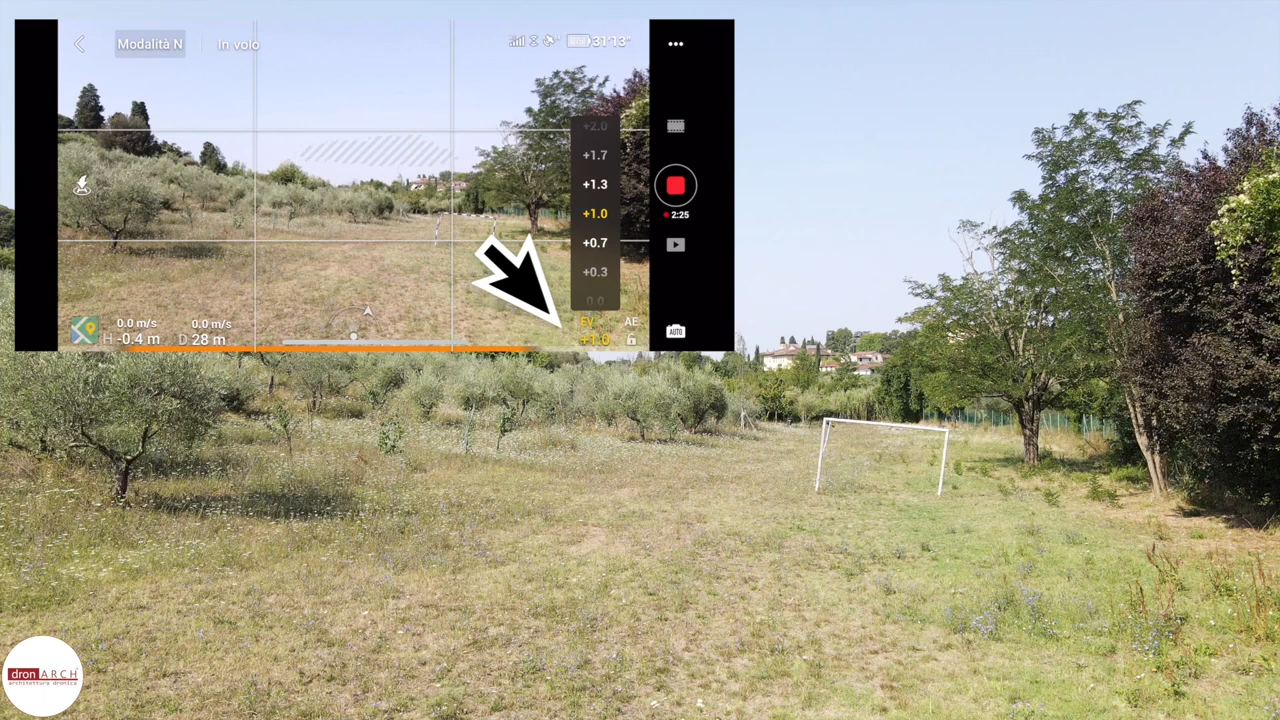 Modalità N
In volo
31'13"
+2.0
+1.7
+1.3
+1.0
+0.7
+0.3
0.0
2:25
EV
+1.0
AE
AUTO
0.0 m/s
0.0 m/s
H -0.4 m
D 28 m
dronARCH
architettura dronica